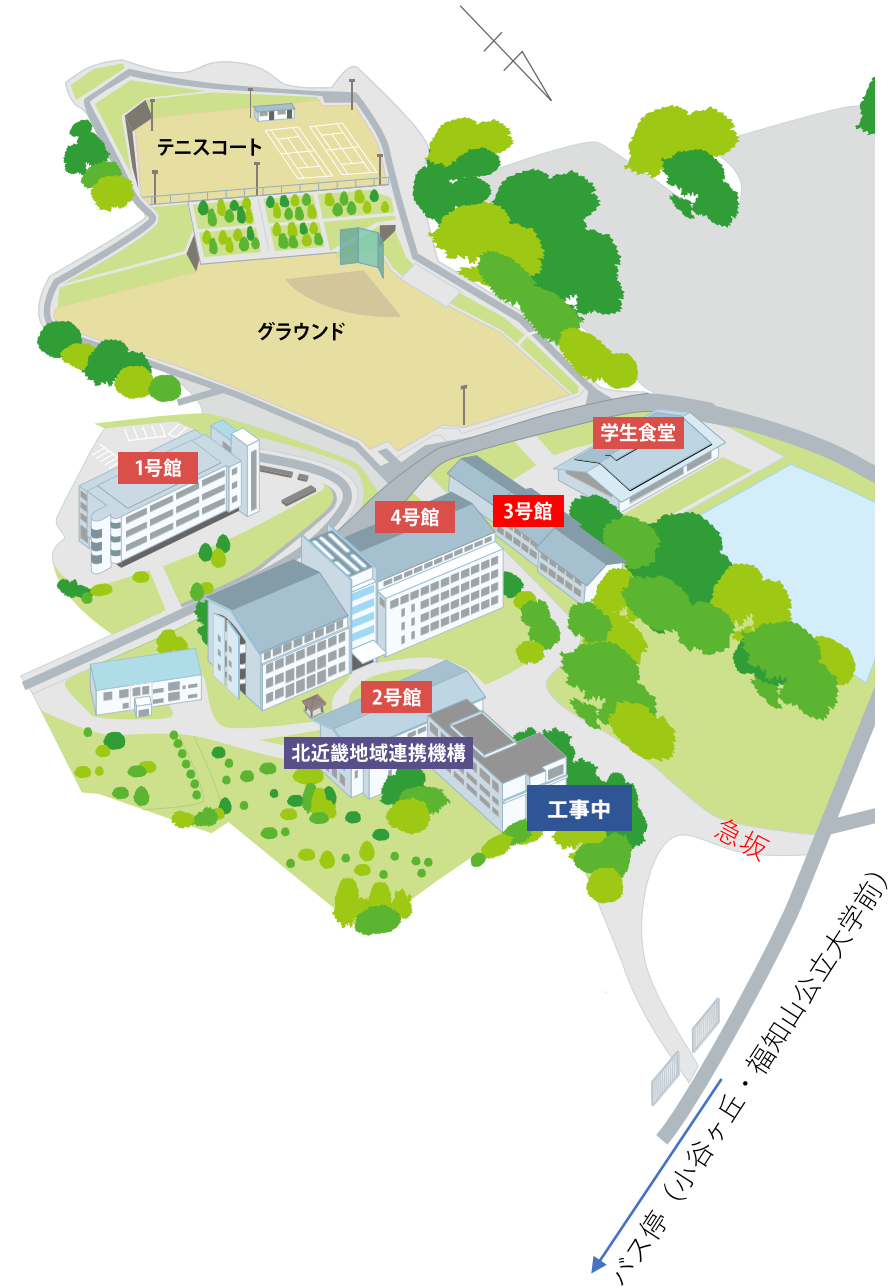 テニスコート
グラウンド
学生食堂
1号館
4号館
3号館
2号館
北近畿地域連携機構
工事中
急坂
バス停（小谷ヶ丘・福知山公立大学前）